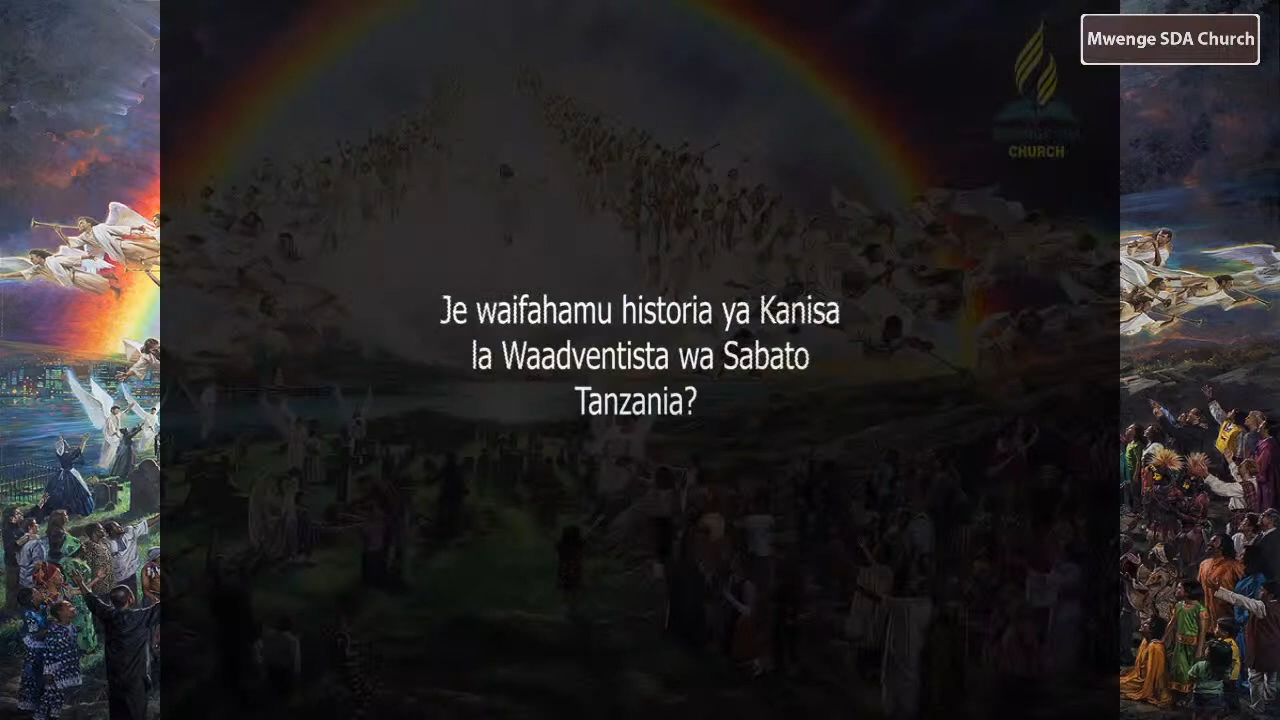 Mwenge SDA Church
CHURCH
Je waifahamu historia ya Kanisa
la Waadventista wa Sabato
Tanzania?